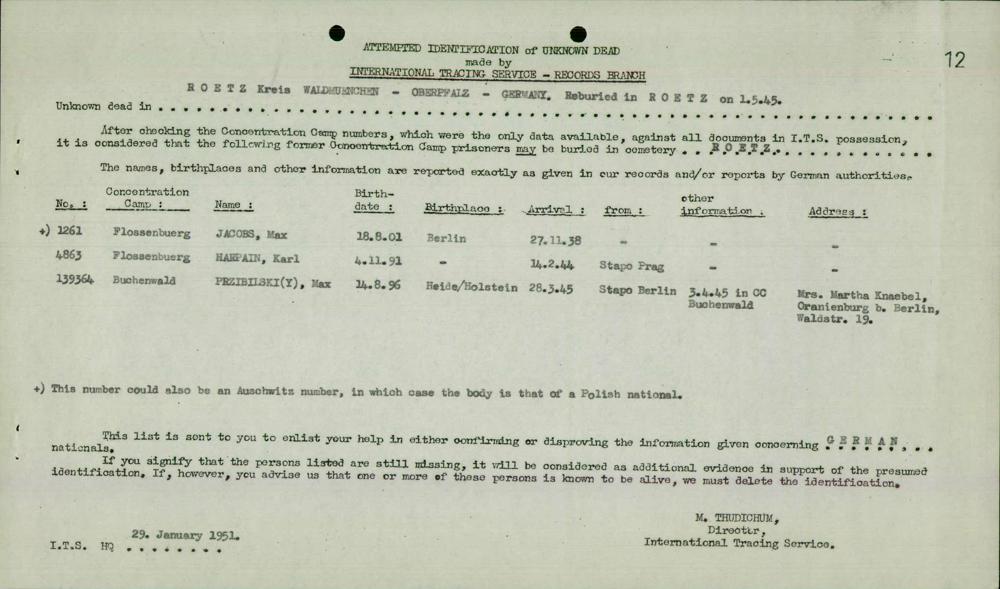 ATTEMPTED IDENTIFICATION of UNKNOWN DEAD
12
made by
INTERNATIONAL TRACING SERVICE - RECORDS BRANCH
R O E T Z Kreis WALDMUENCHEN - OBERPFALZ - GERMANY. Reburied in R O E T Z on 1.5.45.
Unknown dead in . . . . . . . . . . . . . . . . . . . . . . . . . . . . . . . . . . . . . . . .
After checking the Concentration Camp numbers, which were the only data available, against all documents in I.T.S. possession,
it is considered that the following former Concentration Camp prisoners may be buried in cemetery . . R.O.E.T.Z. . . . . . . . . . .
The names, birthplaces and other information are reported exactly as given in our records and/or reports by German authorities.
No. : Concentration Camp : Name : Birth-date : Birthplace : Arrival : from : other information : Address :
+) 1261 Flossenbuerg JACOBS, Max 18.8.01 Berlin 27.11.38 - - -
4863 Flossenbuerg HARPAIN, Karl 4.11.91 - 14.2.44 Stapo Prag - -
139364 Buchenwald PRZIBILSKI(Y), Max 14.8.96 Heide/Holstein 28.3.45 Stapo Berlin 3.4.45 in CC Mrs. Martha Knaebel,
Buchenwald Oranienburg b. Berlin,
Waldstr. 19.
+) This number could also be an Auschwitz number, in which case the body is that of a Polish national.
This list is sent to you to enlist your help in either confirming or disproving the information given concerning G E R M A N . . .
nationals.
If you signify that the persons listed are still missing, it will be considered as additional evidence in support of the presumed
identification. If, however, you advise us that one or more of these persons is known to be alive, we must delete the identification.
M. THUDICHUM,
Director,
International Tracing Service.
29. January 1951.
I.T.S. HQ . . . . . . . .